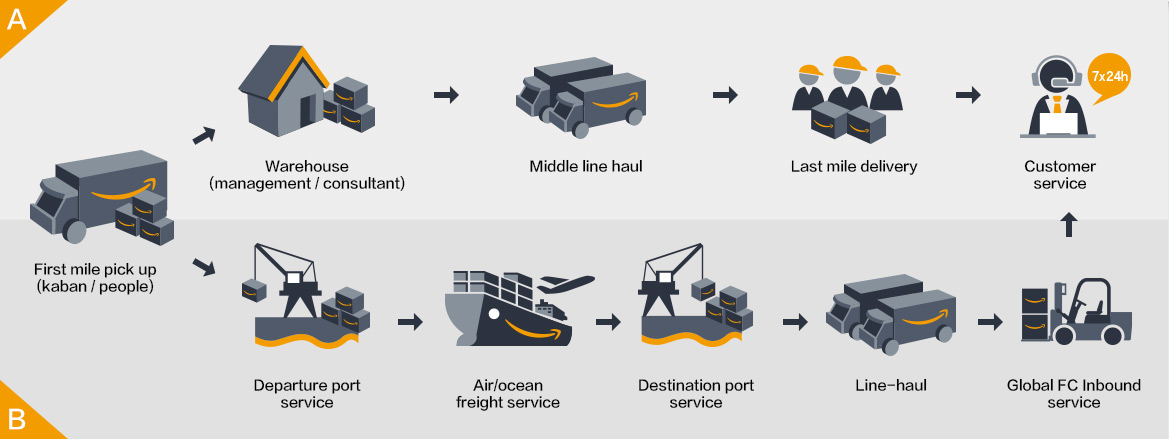 A
7x24h
Warehouse
(management / consultant)
Middle line haul
Last mile delivery
Customer
service
First mile pick up
(kaban / people)
Departure port
service
Air/ocean
freight service
Destination port
service
Line-haul
Global FC Inbound
service
B